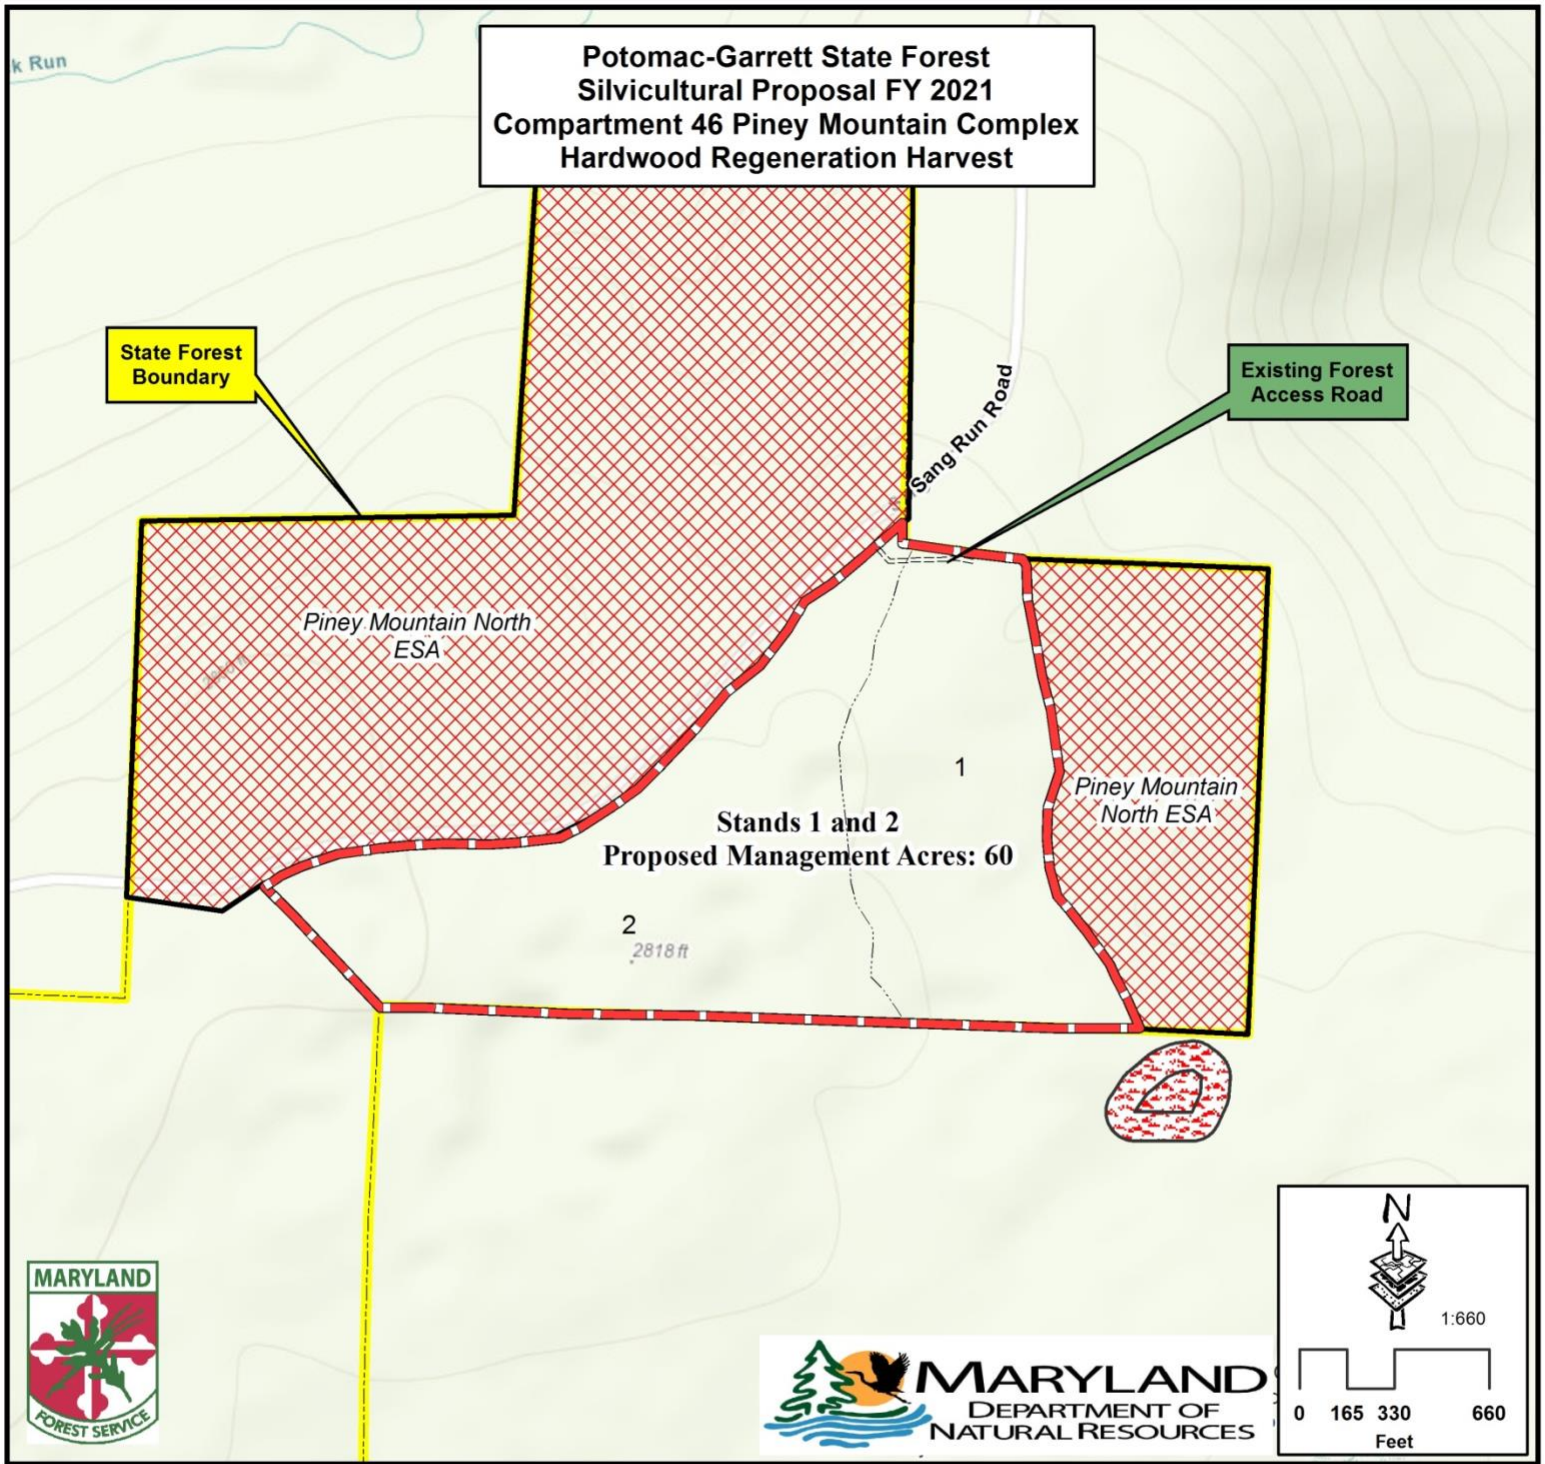 k Run
Potomac-Garrett State Forest
Silvicultural Proposal FY 2021
Compartment 46 Piney Mountain Complex
Hardwood Regeneration Harvest
State Forest
Boundary
Existing Forest
Access Road
Sang Run Road
Piney Mountain North
ESA
1
Piney Mountain
North ESA
Stands 1 and 2
Proposed Management Acres: 60
2
2818 ft
MARYLAND
FOREST SERVICE
MARYLAND
DEPARTMENT OF
NATURAL RESOURCES
N
1:660
0 165 330 660
Feet